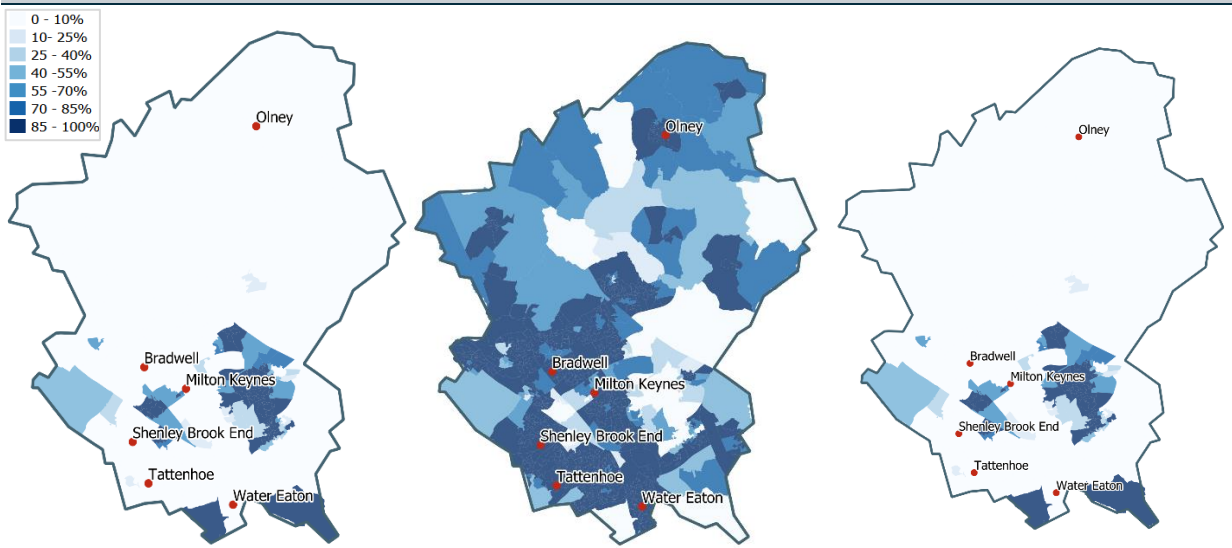 0 - 10%
10- 25%
25 - 40%
40 -55%
55 -70%
70 - 85%
85 - 100%
Olney
Bradwell
Milton Keynes
Shenley Brook End
Tattenhoe
Water Eaton
Olney
Bradwell
Milton Keynes
Shenley Brook End
Tattenhoe
Water Eaton
Olney
Bradwell
Milton Keynes
Shenley Brook End
Tattenhoe
Water Eaton